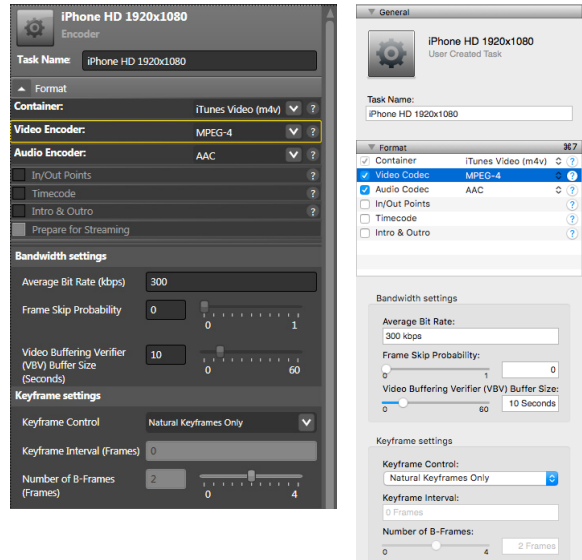 iPhone HD 1920x1080
Encoder
Task Name: iPhone HD 1920x1080
Format
Container: iTunes Video (m4v) ?
Video Encoder: MPEG-4 ?
Audio Encoder: AAC ?
In/Out Points ?
Timecode ?
Intro & Outro ?
Prepare for Streaming
Bandwidth settings
Average Bit Rate (kbps) 300
Frame Skip Probability 0
0 1
Video Buffering Verifier
(VBV) Buffer Size
(Seconds)
10
0 60
Keyframe settings
Keyframe Control Natural Keyframes Only
Keyframe Interval (Frames) 0
Number of B-Frames
(Frames)
2
0 4
General
iPhone HD 1920x1080
User Created Task
Task Name:
iPhone HD 1920x1080
Format ⌘7
Container iTunes Video (m4v) ?
Video Codec MPEG-4 ?
Audio Codec AAC ?
In/Out Points ?
Timecode ?
Intro & Outro ?
Bandwidth settings
Average Bit Rate:
300 kbps
Frame Skip Probability:
0 1 0
Video Buffering Verifier (VBV) Buffer Size:
0 60 10 Seconds
Keyframe settings
Keyframe Control:
Natural Keyframes Only
Keyframe Interval:
0 Frames
Number of B-Frames:
0 4 2 Frames